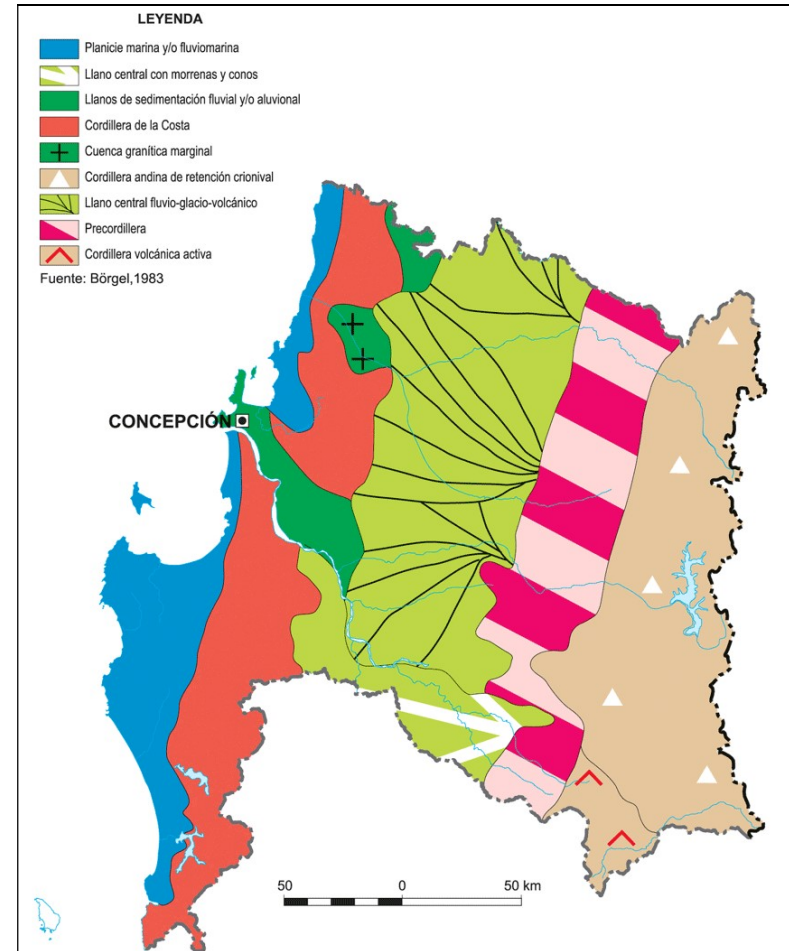 LEYENDA
Planicie marina y/o fluviomarina
Llano central con morrenas y conos
Llanos de sedimentación fluvial y/o aluvional
Cordillera de la Costa
Cuenca granítica marginal
Cordillera andina de retención crionival
Llano central fluvio-glacio-volcánico
Precordillera
Cordillera volcánica activa
Fuente: Börgel,1983
CONCEPCIÓN
50 0 50 km